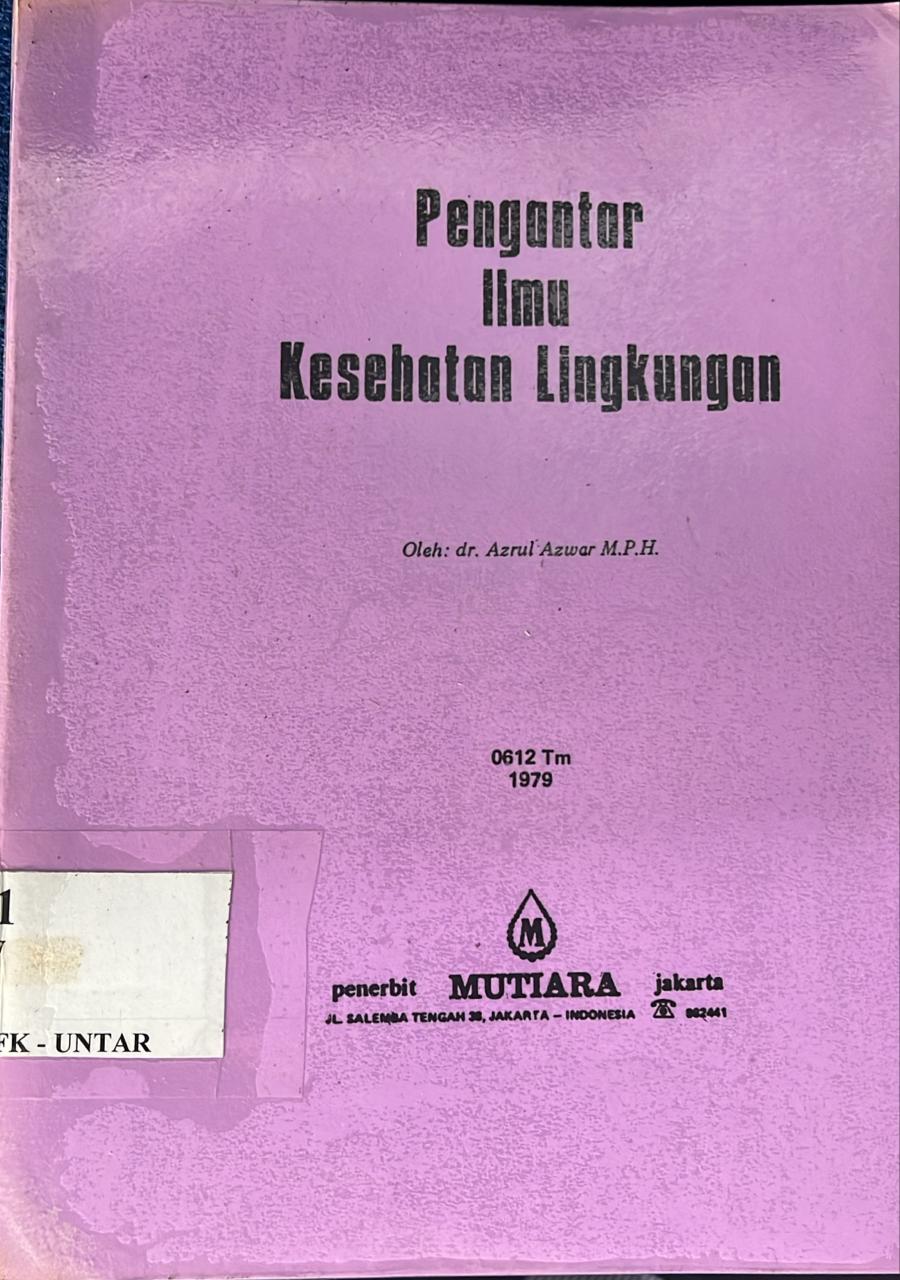 Pengantar
Ilmu
Kesehatan Lingkungan
Oleh: dr. Azrul Azwar M.P.H.
0612 Tm
1979
M
penerbit MUTIARA jakarta
JL. SALEMBA TENGAH 38, JAKARTA – INDONESIA
1
FK - UNTAR